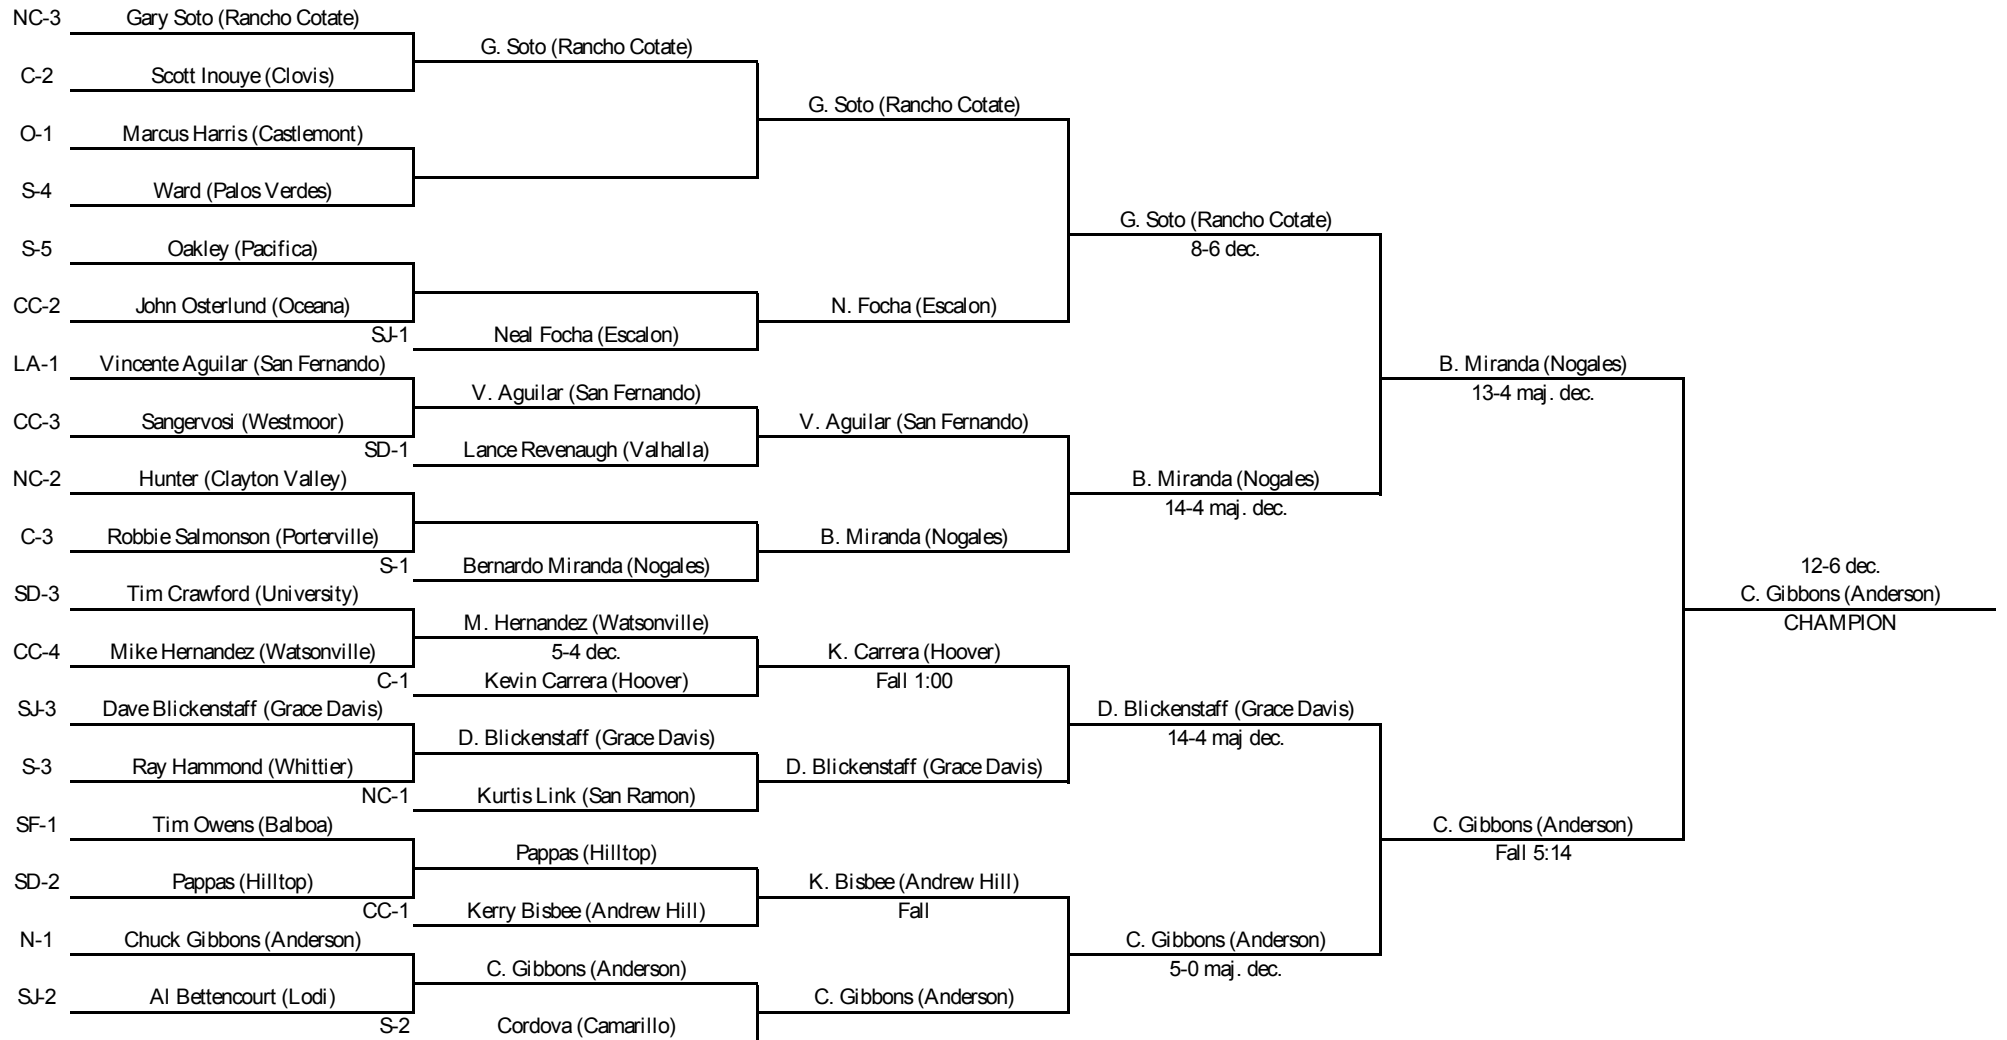 NC-3 Gary Soto (Rancho Cotate)
G. Soto (Rancho Cotate)
C-2 Scott Inouye (Clovis)
G. Soto (Rancho Cotate)
O-1 Marcus Harris (Castlemont)
S-4 Ward (Palos Verdes)
G. Soto (Rancho Cotate)
S-5 Oakley (Pacifica)
8-6 dec.
CC-2 John Osterlund (Oceana)
N. Focha (Escalon)
SJ-1 Neal Focha (Escalon)
LA-1 Vincente Aguilar (San Fernando)
B. Miranda (Nogales)
V. Aguilar (San Fernando)
13-4 maj. dec.
CC-3 Sangervosi (Westmoor)
V. Aguilar (San Fernando)
SD-1 Lance Revenaugh (Valhalla)
NC-2 Hunter (Clayton Valley)
B. Miranda (Nogales)
14-4 maj. dec.
C-3 Robbie Salmonson (Porterville)
B. Miranda (Nogales)
S-1 Bernardo Miranda (Nogales)
12-6 dec.
SD-3 Tim Crawford (University)
C. Gibbons (Anderson)
M. Hernandez (Watsonville)
CHAMPION
CC-4 Mike Hernandez (Watsonville)
5-4 dec.
K. Carrera (Hoover)
C-1 Kevin Carrera (Hoover)
Fall 1:00
SJ-3 Dave Blickenstaff (Grace Davis)
D. Blickenstaff (Grace Davis)
D. Blickenstaff (Grace Davis)
14-4 maj dec.
S-3 Ray Hammond (Whittier)
D. Blickenstaff (Grace Davis)
NC-1 Kurtis Link (San Ramon)
SF-1 Tim Owens (Balboa)
C. Gibbons (Anderson)
Pappas (Hilltop)
Fall 5:14
SD-2 Pappas (Hilltop)
K. Bisbee (Andrew Hill)
CC-1 Kerry Bisbee (Andrew Hill)
Fall
N-1 Chuck Gibbons (Anderson)
C. Gibbons (Anderson)
C. Gibbons (Anderson)
5-0 maj. dec.
SJ-2 Al Bettencourt (Lodi)
C. Gibbons (Anderson)
S-2 Cordova (Camarillo)